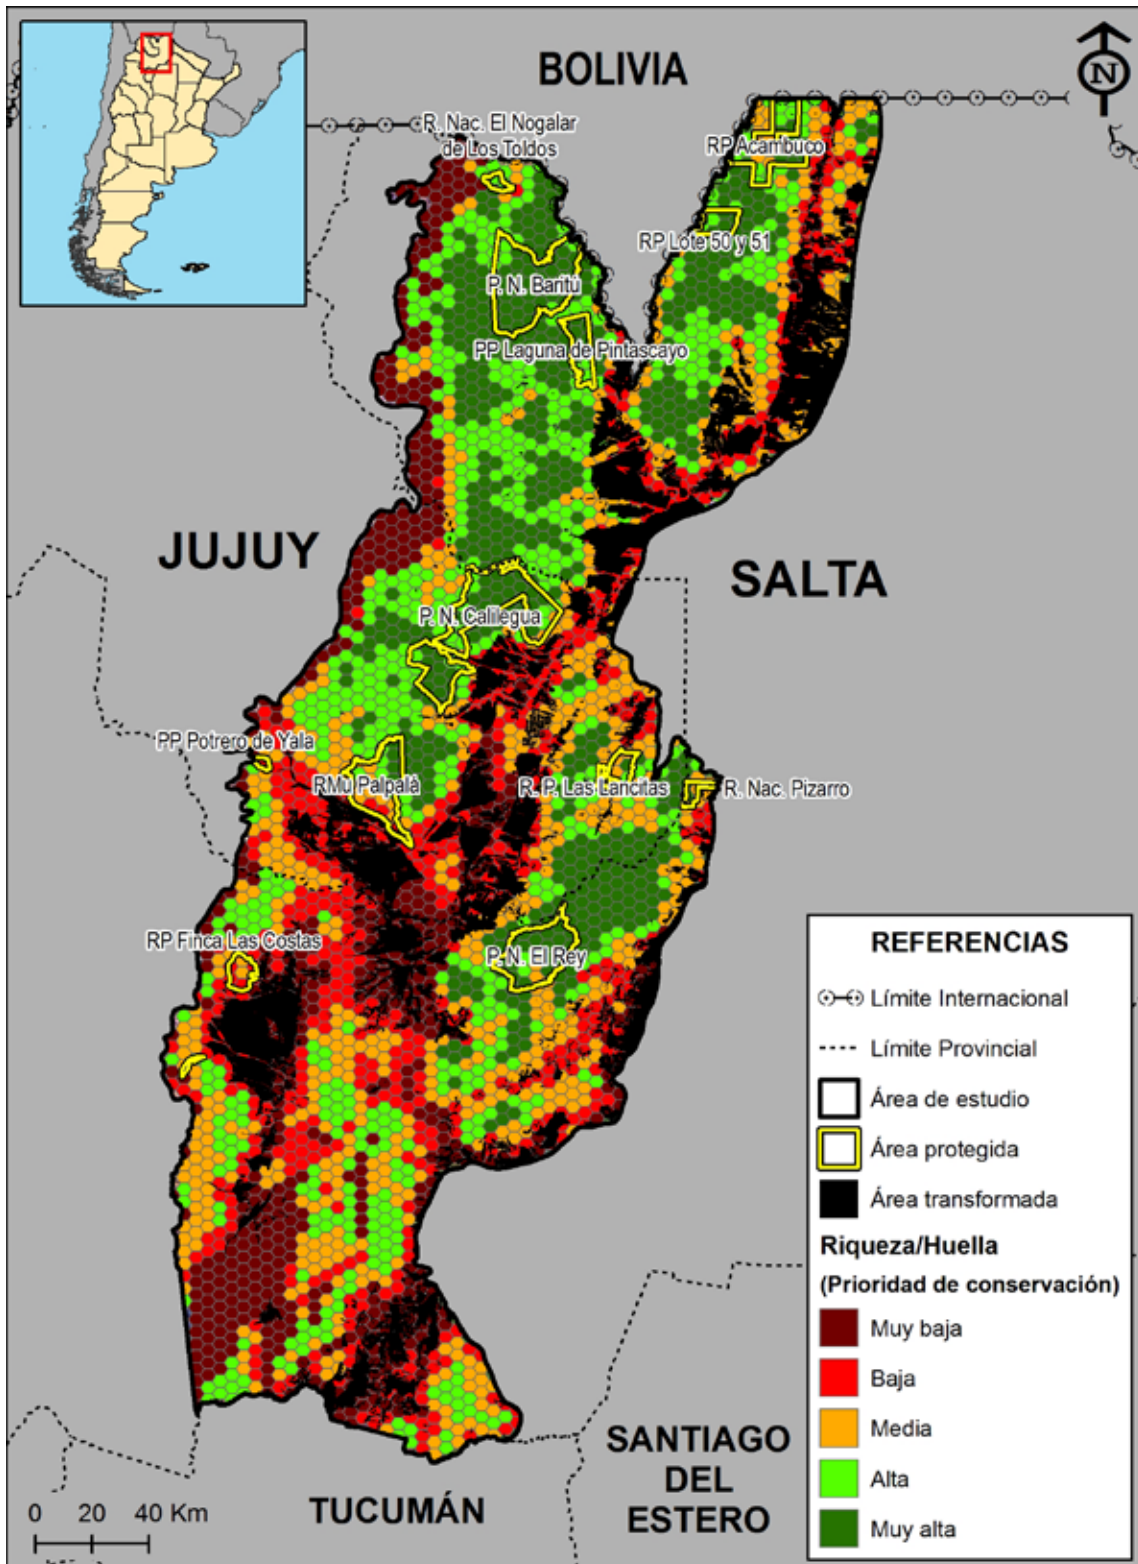 BOLIVIA
N
R. Nac. El Nogalar
de Los Toldos
RP Acambuco
RP Lote 50 y 51
P. N. Baritú
PP Laguna de Pintascayo
JUJUY
SALTA
P. N. Calilegua
PP Potrero de Yala
RMu Palpalá
R. P. Las Lancitas
R. Nac. Pizarro
RP Finca Las Costas
P. N. El Rey
REFERENCIAS
Límite Internacional
Límite Provincial
Área de estudio
Área protegida
Área transformada
Riqueza/Huella
(Prioridad de conservación)
Muy baja
Baja
Media
Alta
Muy alta
SANTIAGO
DEL
ESTERO
TUCUMÁN
0 20 40 Km